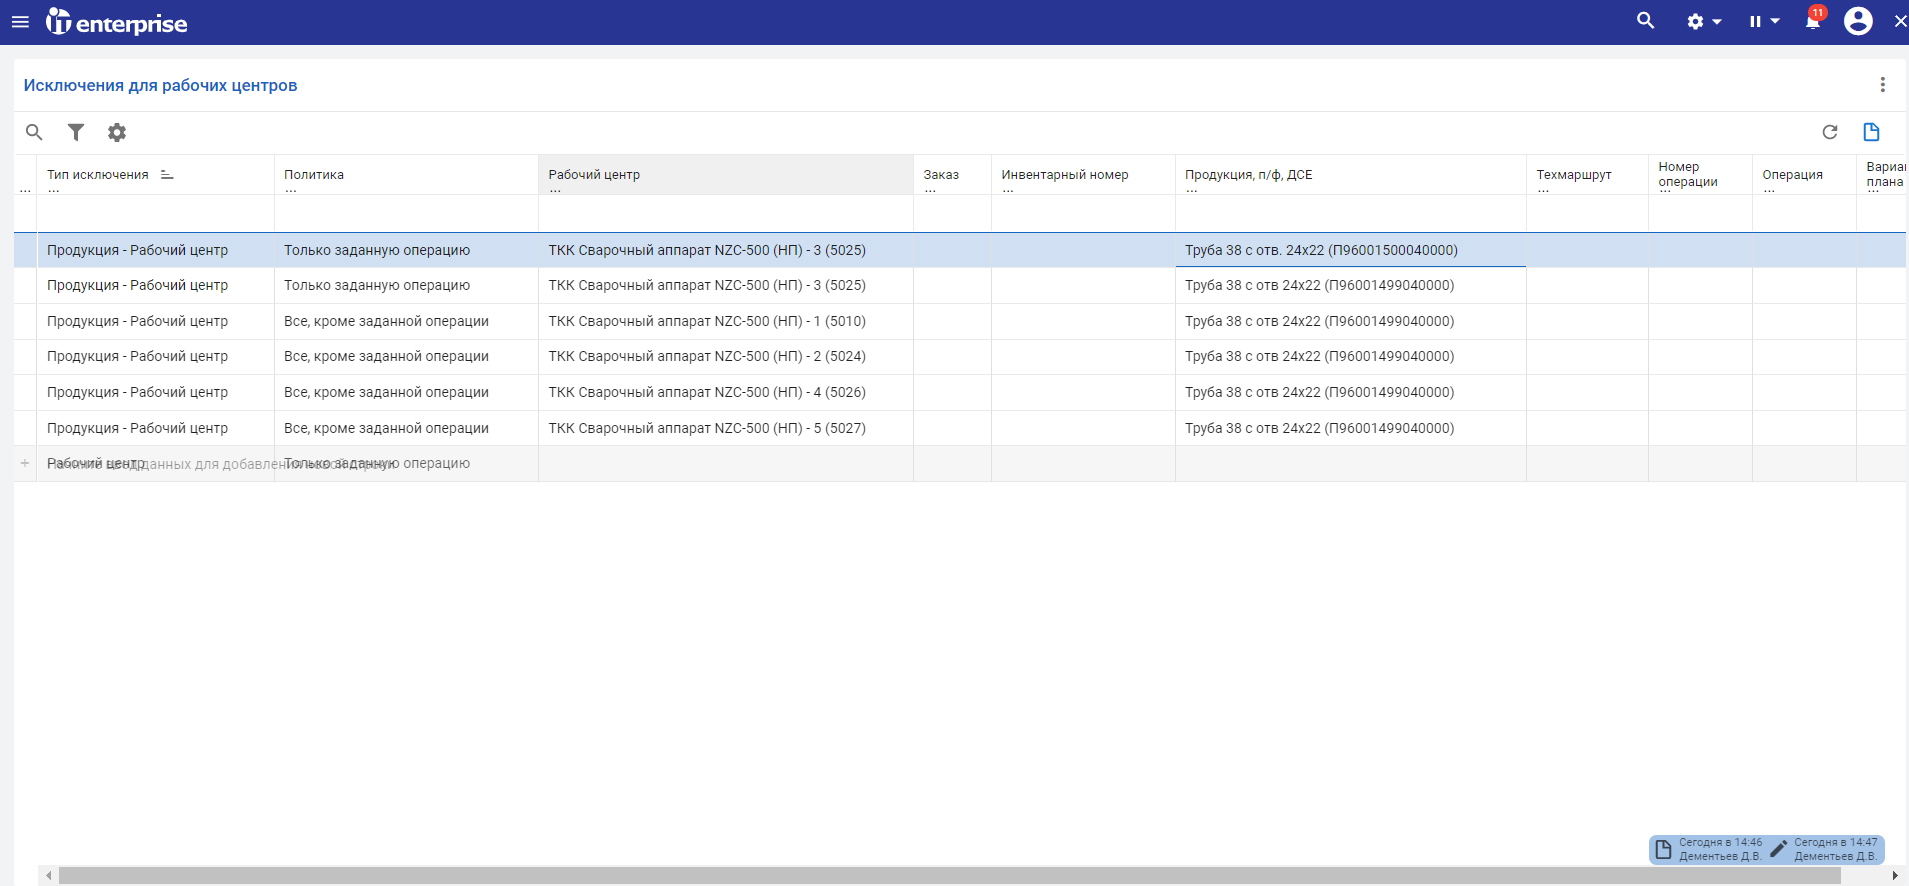 iT enterprise
11
Исключения для рабочих центров
Тип исключения Политика Рабочий центр Заказ Инвентарный номер Продукция, п/ф, ДСЕ Техмаршрут Номер операции Операция плана
... ... ... ... ... ... ... ... ... ...
Продукция - Рабочий центр Только заданную операцию ТКК Сварочный аппарат NZC-500 (НП) - 3 (5025) Труба 38 с отв. 24х22 (П96001500040000)
Продукция - Рабочий центр Только заданную операцию ТКК Сварочный аппарат NZC-500 (НП) - 3 (5025) Труба 38 с отв 24х22 (П96001499040000)
Продукция - Рабочий центр Все, кроме заданной операции ТКК Сварочный аппарат NZC-500 (НП) - 1 (5010) Труба 38 с отв 24х22 (П96001499040000)
Продукция - Рабочий центр Все, кроме заданной операции ТКК Сварочный аппарат NZC-500 (НП) - 2 (5024) Труба 38 с отв 24х22 (П96001499040000)
Продукция - Рабочий центр Все, кроме заданной операции ТКК Сварочный аппарат NZC-500 (НП) - 4 (5026) Труба 38 с отв 24х22 (П96001499040000)
Продукция - Рабочий центр Все, кроме заданной операции ТКК Сварочный аппарат NZC-500 (НП) - 5 (5027) Труба 38 с отв 24х22 (П96001499040000)
+ Рабочий центр данных для Только заданную операцию
Сегодня в 14:46 Сегодня в 14:47
Дементьев Д.В. Дементьев Д.В.